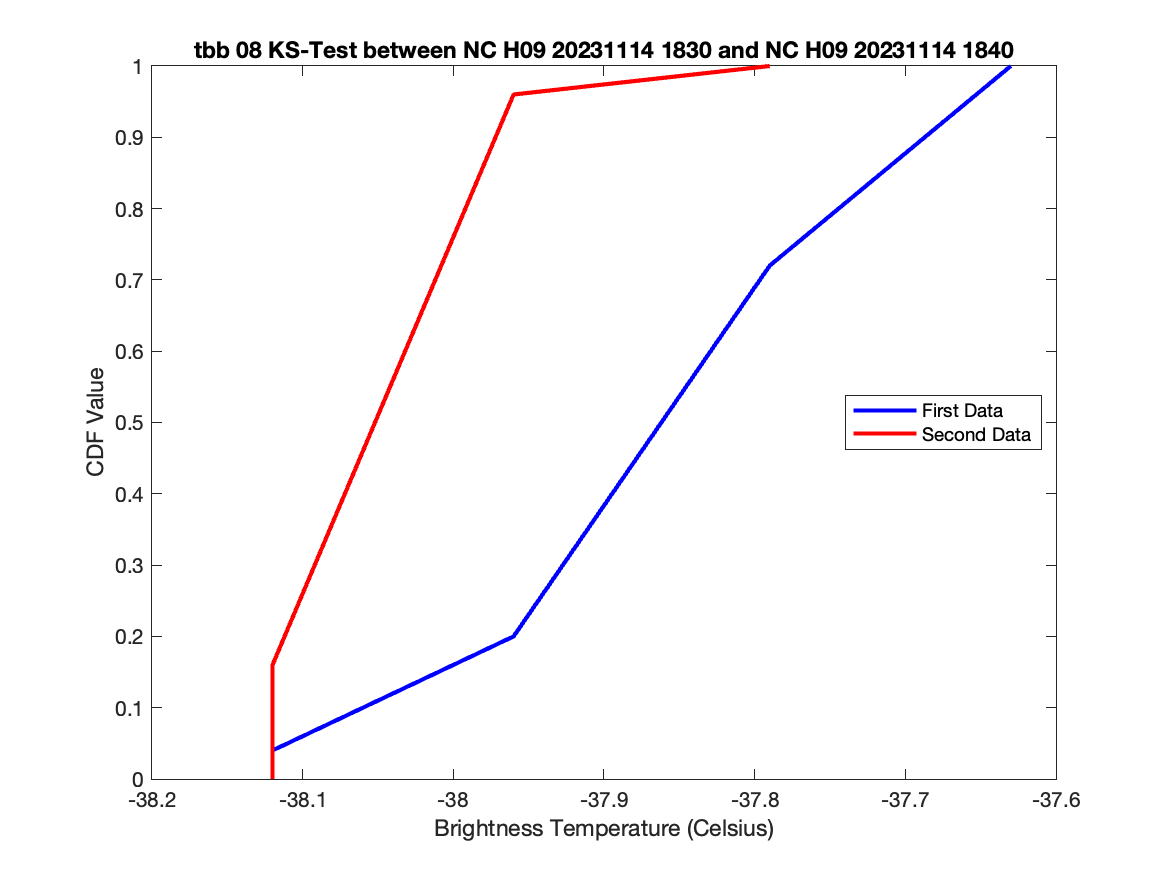 tbb 08 KS-Test between NC H09 20231114 1830 and NC H09 20231114 1840
1
0.9
0.8
0.7
0.6
0.5
0.4
0.3
0.2
0.1
0
CDF Value
First Data
Second Data
-38.2 -38.1 -38 -37.9 -37.8 -37.7 -37.6
Brightness Temperature (Celsius)